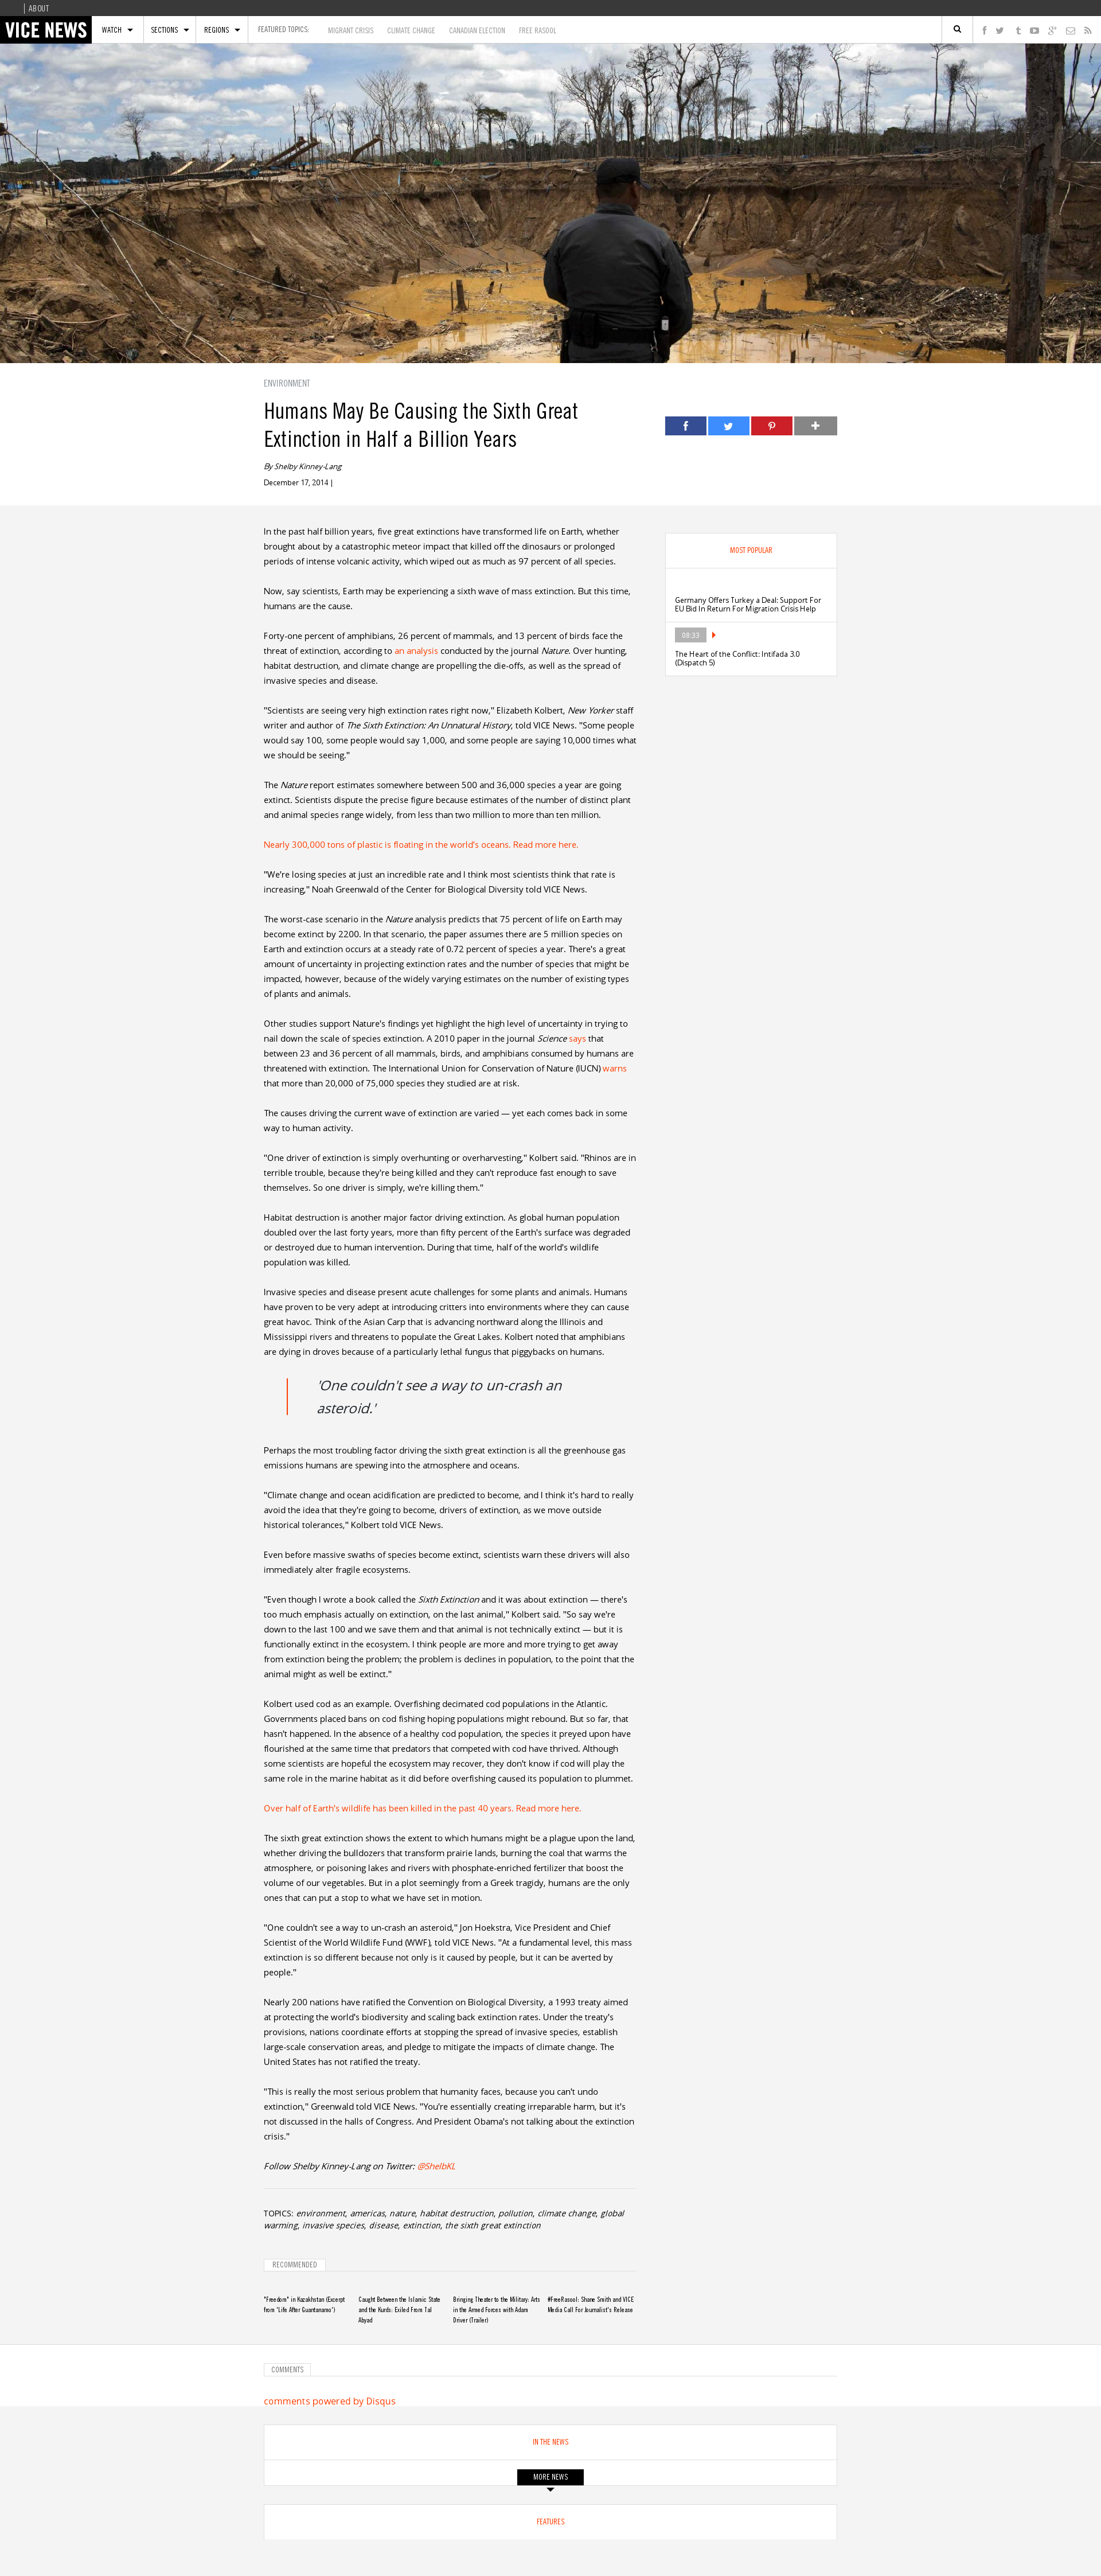 ABOUT
VICE NEWS
WATCH
SECTIONS
REGIONS
FEATURED TOPICS:
MIGRANT CRISIS
CLIMATE CHANGE
CANADIAN ELECTION
FREE RASOOL
ENVIRONMENT
Humans May Be Causing the Sixth Great
Extinction in Half a Billion Years
By Shelby Kinney-Lang
December 17, 2014 |
In the past half billion years, five great extinctions have transformed life on Earth, whether
brought about by a catastrophic meteor impact that killed off the dinosaurs or prolonged
periods of intense volcanic activity, which wiped out as much as 97 percent of all species.
Now, say scientists, Earth may be experiencing a sixth wave of mass extinction. But this time,
humans are the cause.
Forty-one percent of amphibians, 26 percent of mammals, and 13 percent of birds face the
threat of extinction, according to an analysis conducted by the journal Nature. Over hunting,
habitat destruction, and climate change are propelling the die-offs, as well as the spread of
invasive species and disease.
"Scientists are seeing very high extinction rates right now," Elizabeth Kolbert, New Yorker staff
writer and author of The Sixth Extinction: An Unnatural History, told VICE News. "Some people
would say 100, some people would say 1,000, and some people are saying 10,000 times what
we should be seeing."
The Nature report estimates somewhere between 500 and 36,000 species a year are going
extinct. Scientists dispute the precise figure because estimates of the number of distinct plant
and animal species range widely, from less than two million to more than ten million.
Nearly 300,000 tons of plastic is floating in the world's oceans. Read more here.
"We're losing species at just an incredible rate and I think most scientists think that rate is
increasing," Noah Greenwald of the Center for Biological Diversity told VICE News.
The worst-case scenario in the Nature analysis predicts that 75 percent of life on Earth may
become extinct by 2200. In that scenario, the paper assumes there are 5 million species on
Earth and extinction occurs at a steady rate of 0.72 percent of species a year. There's a great
amount of uncertainty in projecting extinction rates and the number of species that might be
impacted, however, because of the widely varying estimates on the number of existing types
of plants and animals.
Other studies support Nature's findings yet highlight the high level of uncertainty in trying to
nail down the scale of species extinction. A 2010 paper in the journal Science says that
between 23 and 36 percent of all mammals, birds, and amphibians consumed by humans are
threatened with extinction. The International Union for Conservation of Nature (IUCN) warns
that more than 20,000 of 75,000 species they studied are at risk.
The causes driving the current wave of extinction are varied — yet each comes back in some
way to human activity.
"One driver of extinction is simply overhunting or overharvesting," Kolbert said. "Rhinos are in
terrible trouble, because they're being killed and they can't reproduce fast enough to save
themselves. So one driver is simply, we're killing them."
Habitat destruction is another major factor driving extinction. As global human population
doubled over the last forty years, more than fifty percent of the Earth's surface was degraded
or destroyed due to human intervention. During that time, half of the world's wildlife
population was killed.
Invasive species and disease present acute challenges for some plants and animals. Humans
have proven to be very adept at introducing critters into environments where they can cause
great havoc. Think of the Asian Carp that is advancing northward along the Illinois and
Mississippi rivers and threatens to populate the Great Lakes. Kolbert noted that amphibians
are dying in droves because of a particularly lethal fungus that piggybacks on humans.
'One couldn't see a way to un-crash an
asteroid.'
Perhaps the most troubling factor driving the sixth great extinction is all the greenhouse gas
emissions humans are spewing into the atmosphere and oceans.
"Climate change and ocean acidification are predicted to become, and I think it's hard to really
avoid the idea that they're going to become, drivers of extinction, as we move outside
historical tolerances," Kolbert told VICE News.
Even before massive swaths of species become extinct, scientists warn these drivers will also
immediately alter fragile ecosystems.
"Even though I wrote a book called the Sixth Extinction and it was about extinction — there's
too much emphasis actually on extinction, on the last animal," Kolbert said. "So say we're
down to the last 100 and we save them and that animal is not technically extinct — but it is
functionally extinct in the ecosystem. I think people are more and more trying to get away
from extinction being the problem; the problem is declines in population, to the point that the
animal might as well be extinct."
Kolbert used cod as an example. Overfishing decimated cod populations in the Atlantic.
Governments placed bans on cod fishing hoping populations might rebound. But so far, that
hasn't happened. In the absence of a healthy cod population, the species it preyed upon have
flourished at the same time that predators that competed with cod have thrived. Although
some scientists are hopeful the ecosystem may recover, they don't know if cod will play the
same role in the marine habitat as it did before overfishing caused its population to plummet.
Over half of Earth's wildlife has been killed in the past 40 years. Read more here.
The sixth great extinction shows the extent to which humans might be a plague upon the land,
whether driving the bulldozers that transform prairie lands, burning the coal that warms the
atmosphere, or poisoning lakes and rivers with phosphate-enriched fertilizer that boost the
volume of our vegetables. But in a plot seemingly from a Greek tragidy, humans are the only
ones that can put a stop to what we have set in motion.
"One couldn't see a way to un-crash an asteroid," Jon Hoekstra, Vice President and Chief
Scientist of the World Wildlife Fund (WWF), told VICE News. "At a fundamental level, this mass
extinction is so different because not only is it caused by people, but it can be averted by
people."
Nearly 200 nations have ratified the Convention on Biological Diversity, a 1993 treaty aimed
at protecting the world's biodiversity and scaling back extinction rates. Under the treaty's
provisions, nations coordinate efforts at stopping the spread of invasive species, establish
large-scale conservation areas, and pledge to mitigate the impacts of climate change. The
United States has not ratified the treaty.
"This is really the most serious problem that humanity faces, because you can't undo
extinction," Greenwald told VICE News. "You're essentially creating irreparable harm, but it's
not discussed in the halls of Congress. And President Obama's not talking about the extinction
crisis."
Follow Shelby Kinney-Lang on Twitter: @ShelbKL
TOPICS: environment, americas, nature, habitat destruction, pollution, climate change, global
warming, invasive species, disease, extinction, the sixth great extinction
MOST POPULAR
Germany Offers Turkey a Deal: Support For
EU Bid In Return For Migration Crisis Help
08:33
The Heart of the Conflict: Intifada 3.0
(Dispatch 5)
RECOMMENDED
"Freedom" in Kazakhstan (Excerpt
from 'Life After Guantanamo')
Caught Between the Islamic State
and the Kurds: Exiled From Tal
Abyad
Bringing Theater to the Military: Arts
in the Armed Forces with Adam
Driver (Trailer)
#FreeRasool: Shane Smith and VICE
Media Call For Journalist's Release
COMMENTS
comments powered by Disqus
IN THE NEWS
MORE NEWS
FEATURES